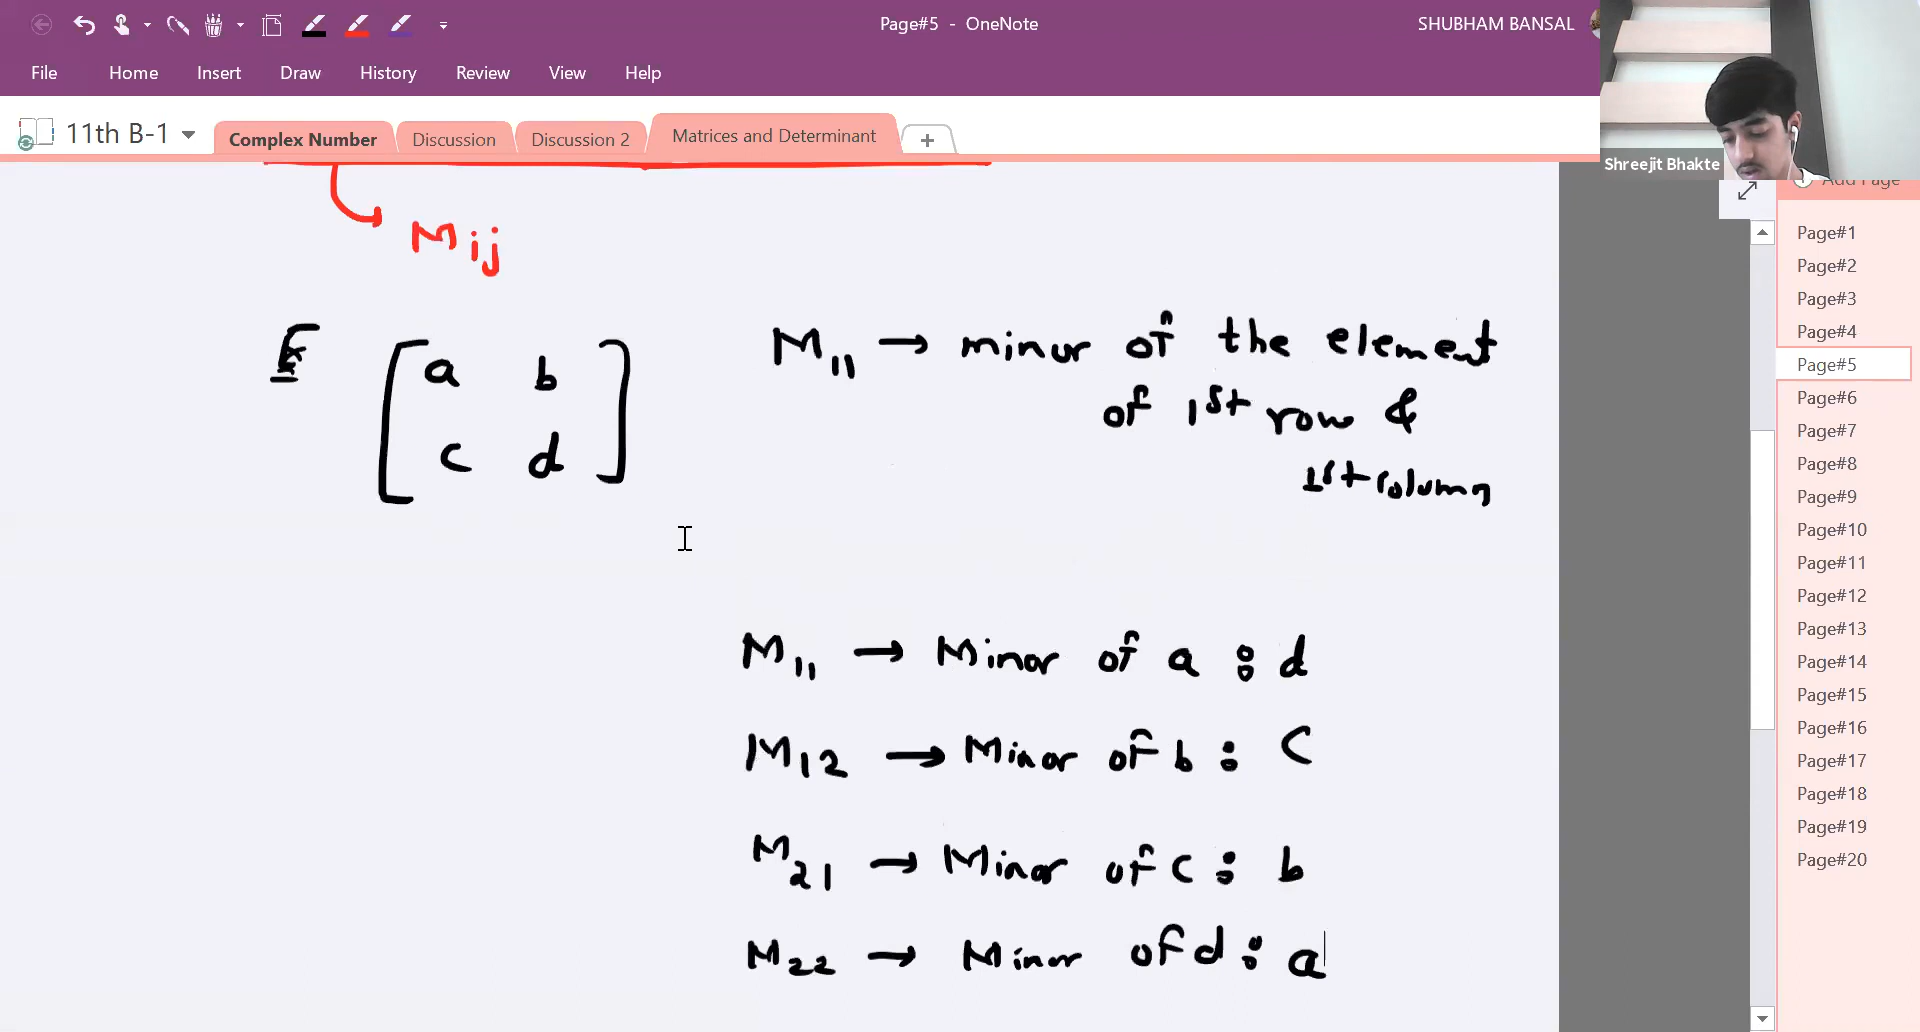 Page#5 - OneNote
SHUBHAM BANSAL
File Home Insert Draw History Review View Help
11th B-1
Complex Number
Discussion
Discussion 2
Matrices and Determinant
+
Shreejit Bhakte
Add Page
Mij
Ex
a b
c d
M11 → minor of the element
of 1st row &
1st column
M11 → Minor of a : d
M12 → Minor of b : C
M21 → Minor of c : b
M22 → Minor of d : a
Page#1
Page#2
Page#3
Page#4
Page#5
Page#6
Page#7
Page#8
Page#9
Page#10
Page#11
Page#12
Page#13
Page#14
Page#15
Page#16
Page#17
Page#18
Page#19
Page#20